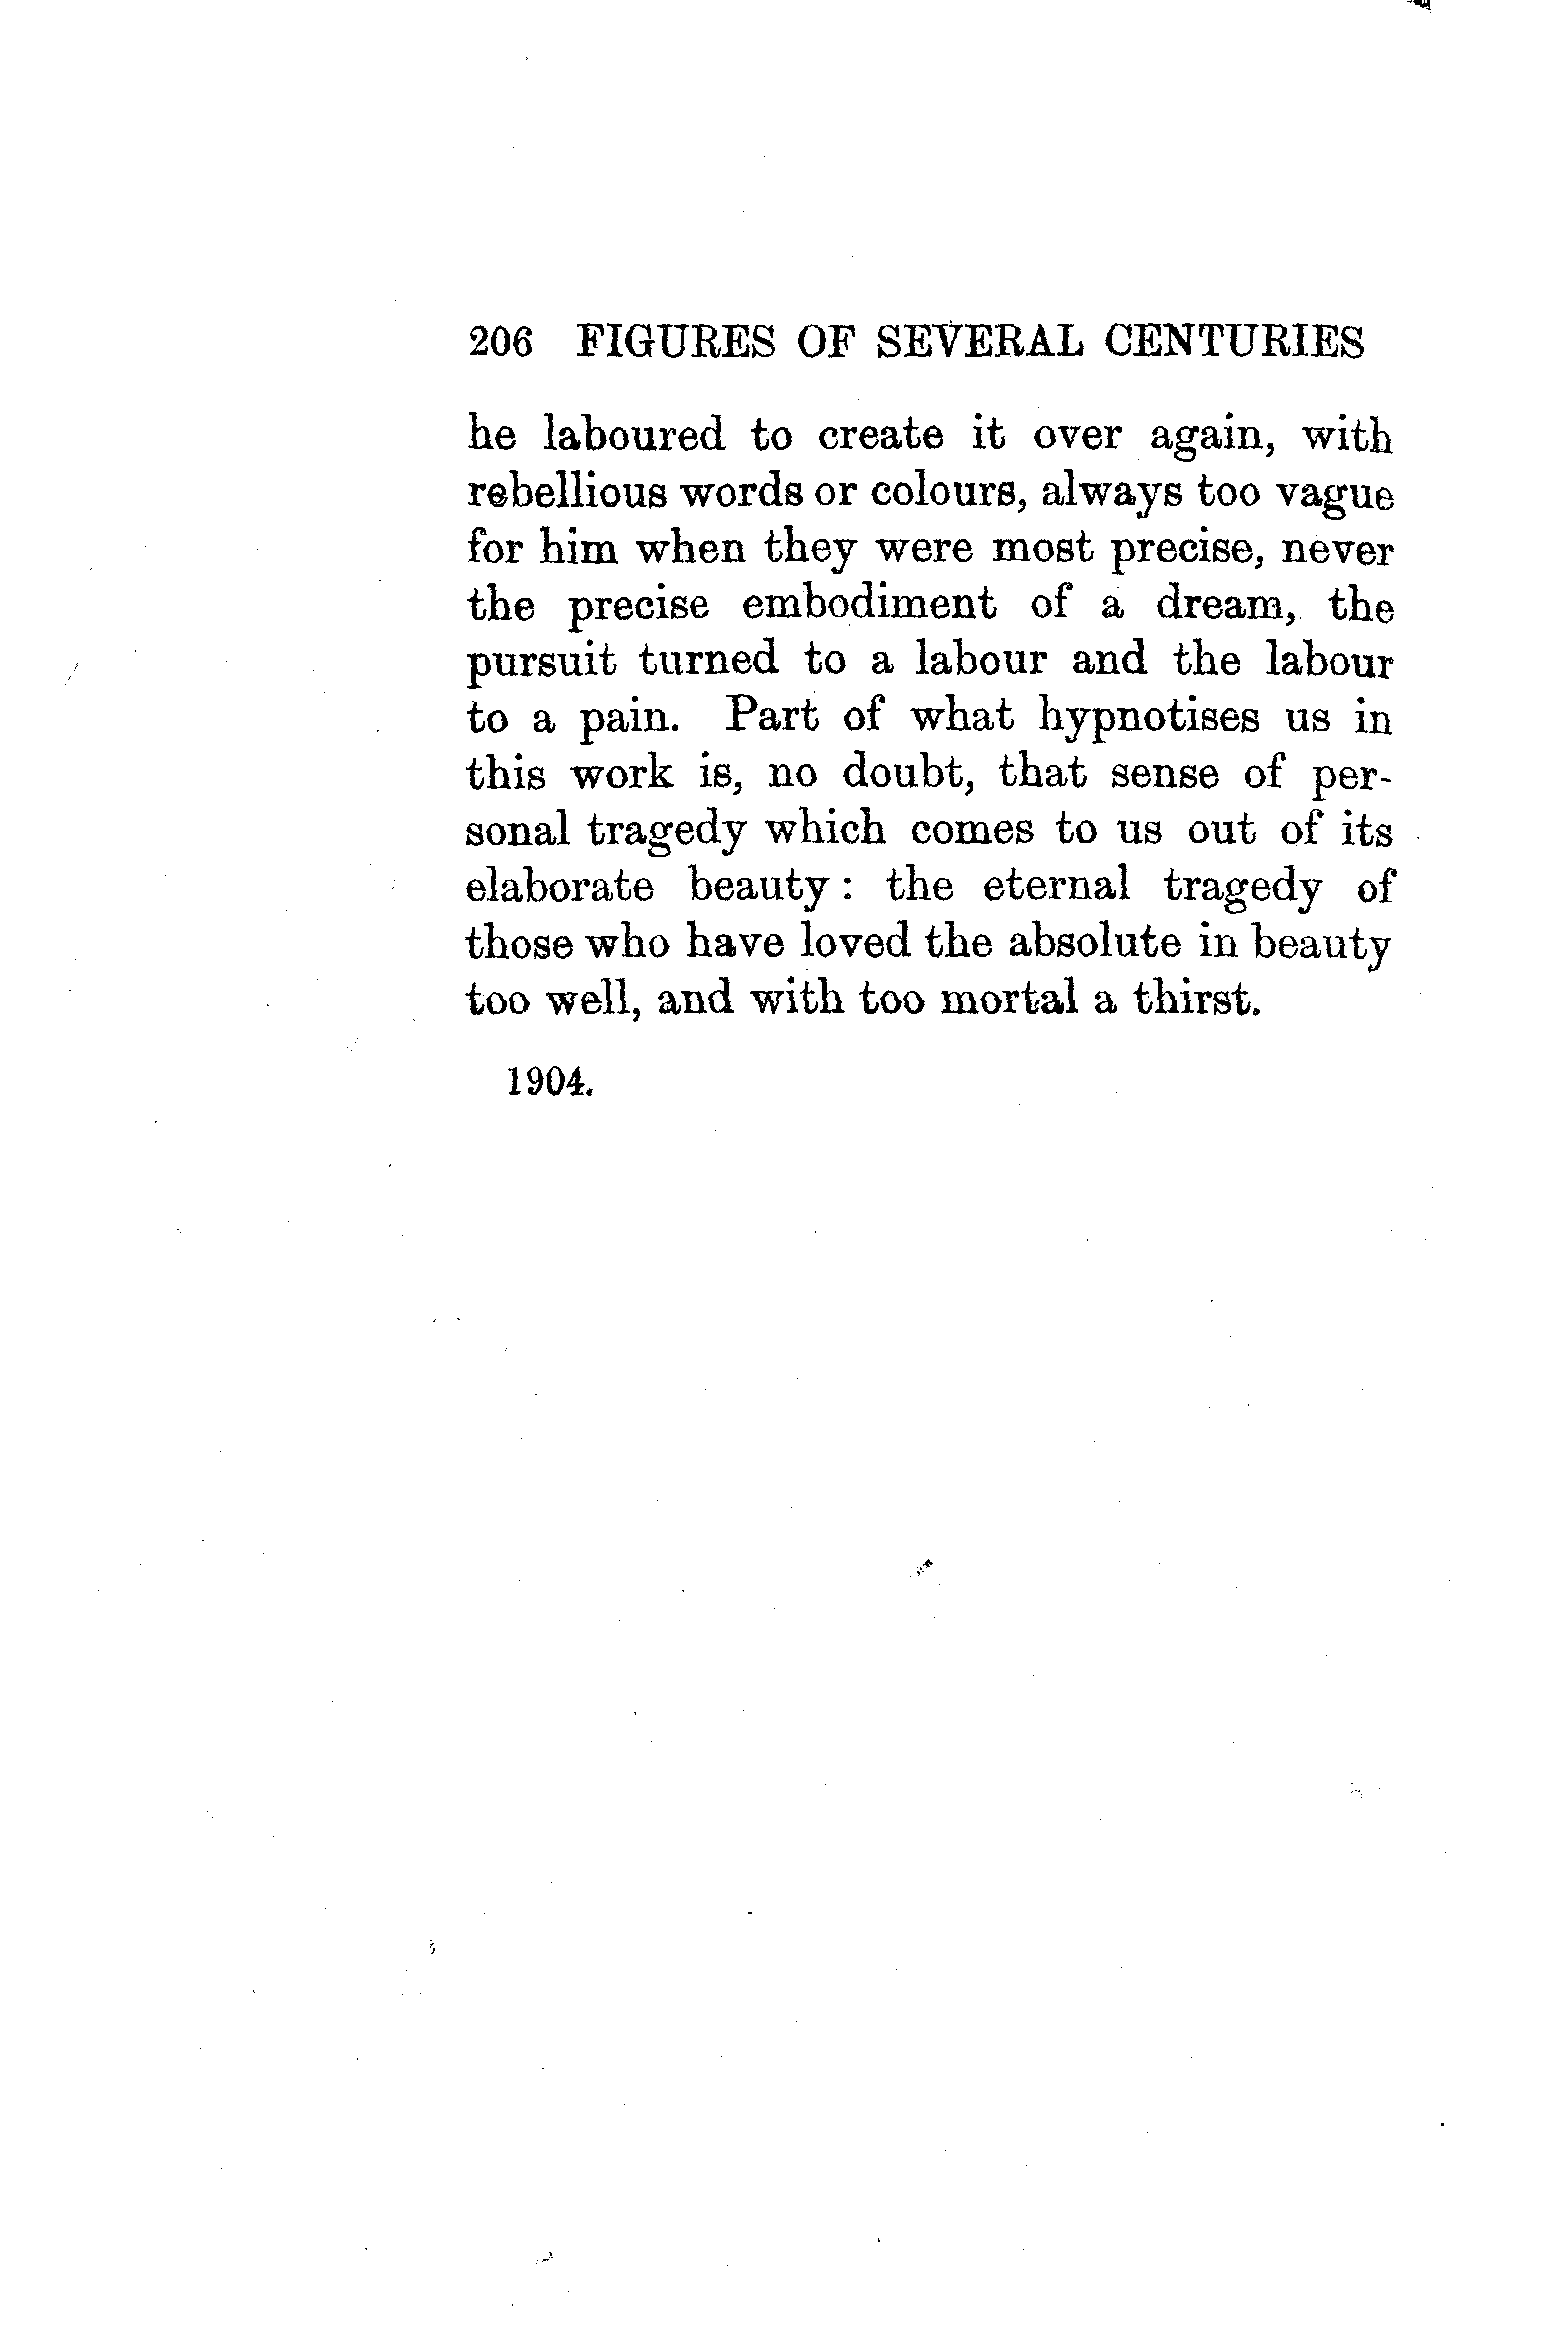 206 FIGURES OF SEVERAL CENTURIES
he laboured to create it over again, with
rebellious words or colours, always too vague
for him when they were most precise, never
the precise embodiment of a dream, the
pursuit turned to a labour and the labour
to a pain. Part of what hypnotises us in
this work is, no doubt, that sense of per-
sonal tragedy which comes to us out of its
elaborate beauty: the eternal tragedy of
those who have loved the absolute in beauty
too well, and with too mortal a thirst.
1904.